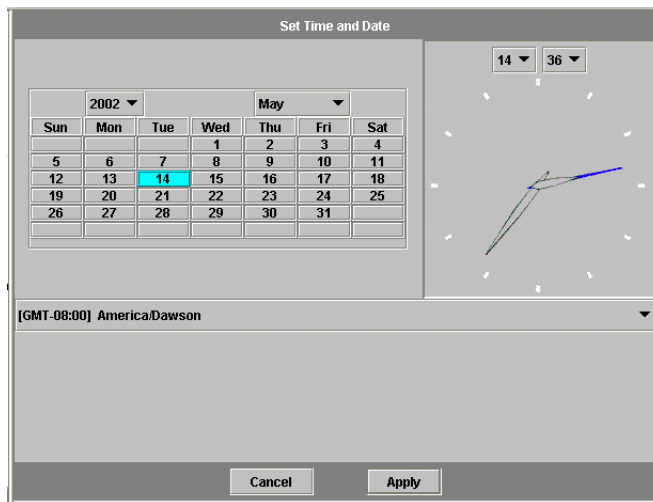 Set Time and Date
14 36
2002 May
Sun Mon Tue Wed Thu Fri Sat
1 2 3 4
5 6 7 8 9 10 11
12 13 14 15 16 17 18
19 20 21 22 23 24 25
26 27 28 29 30 31
[GMT-08:00] America/Dawson
Cancel Apply